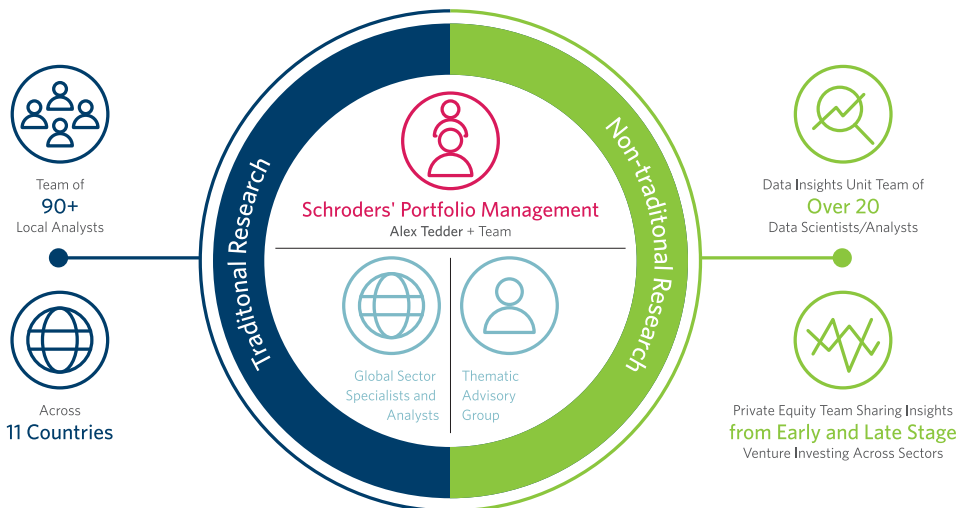 Team of
90+
Local Analysts
Across
11 Countries
Traditonal Research
Schroders' Portfolio Management
Alex Tedder + Team
Global Sector
Specialists and
Analysts
Thematic
Advisory
Group
Non-traditonal Research
Data Insights Unit Team of
Over 20
Data Scientists/Analysts
Private Equity Team Sharing Insights
from Early and Late Stage
Venture Investing Across Sectors